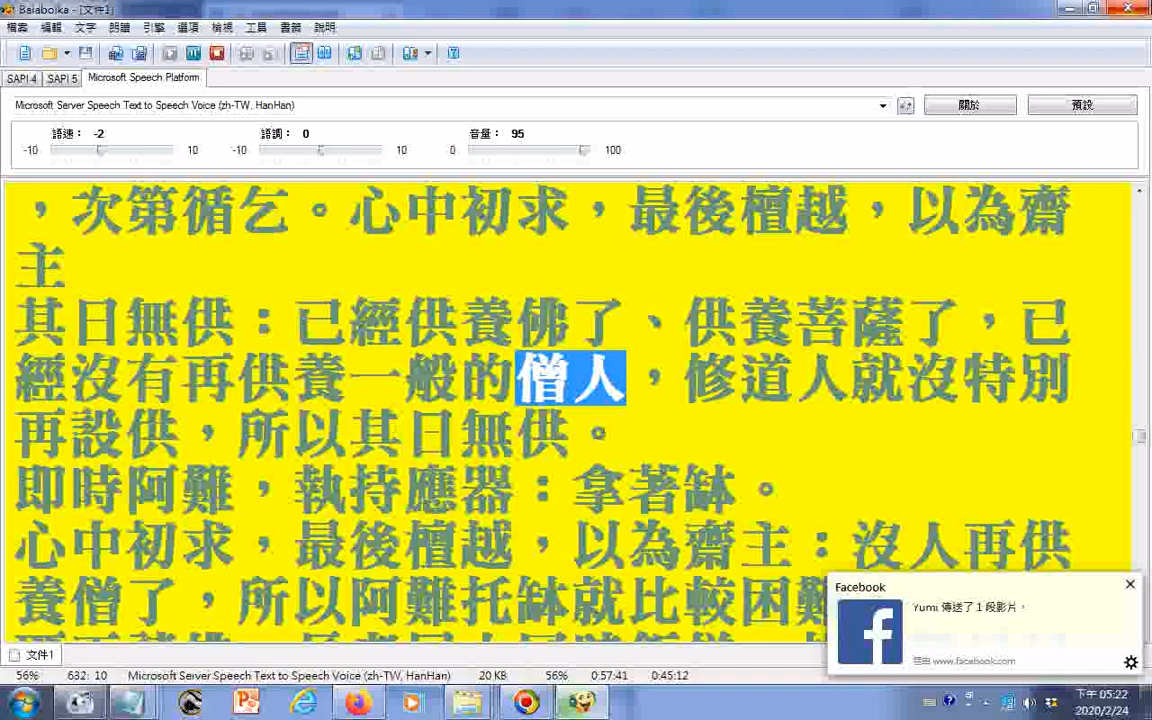 Balabolka - [文件1]
檔案 編輯 文字 朗讀 引擎 選項 檢視 工具 書籤 說明
SAPI 4 SAPI 5 Microsoft Speech Platform
Microsoft Server Speech Text to Speech Voice (zh-TW, HanHan) 關於 預設
語速： -2 語調： 0 音量： 95
-10 10 -10 10 0 100
，次第循乞。心中初求，最後檀越，以為齋
主
其日無供：已經供養佛了、供養菩薩了，已
經沒有再供養一般的僧人，修道人就沒特別
再設供，所以其日無供。
即時阿難，執持應器：拿著缽。
心中初求，最後檀越，以為齋主：沒人再供
養僧了，所以阿難托缽就比較困難
Facebook
Yumi 傳送了 1 段影片。
經由 www.facebook.com
文件1
56% 632: 10 Microsoft Server Speech Text to Speech Voice (zh-TW, HanHan) 20 KB 56% 0:57:41 0:45:12
下午 05:22
2020/2/24